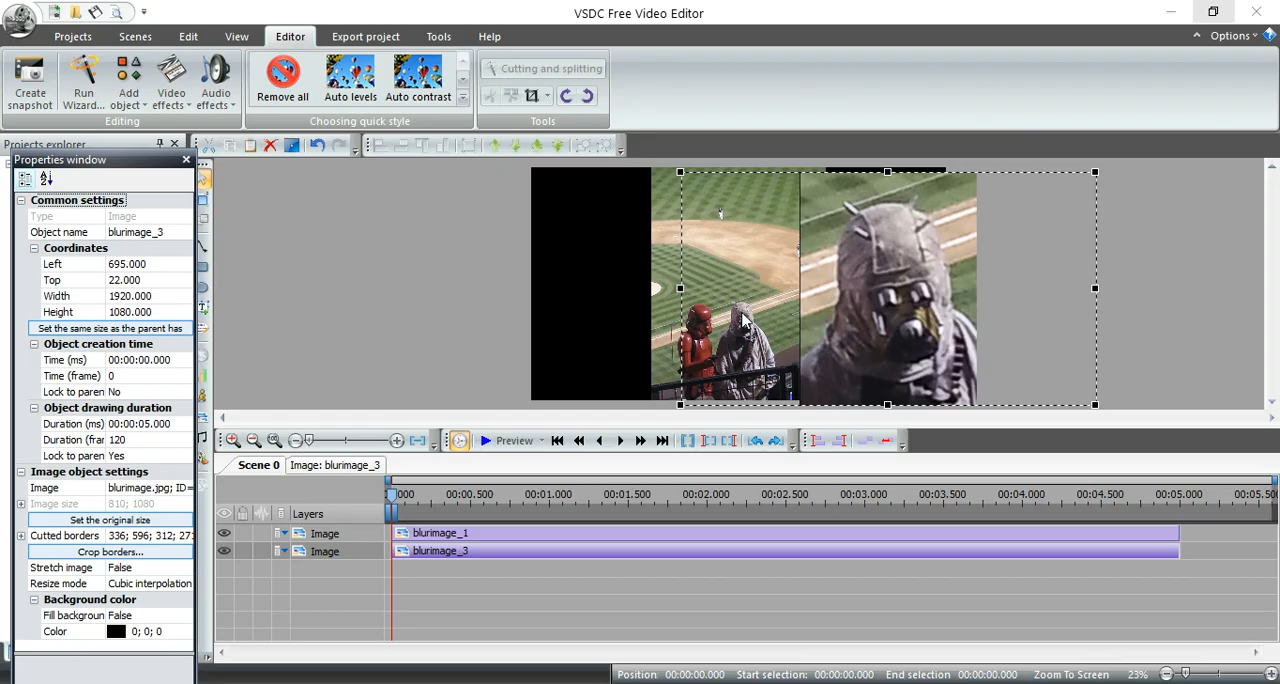 VSDC Free Video Editor
Projects Scenes Edit View Editor Export project Tools Help Options
Create snapshot
Run Wizard...
Add object
Video effects
Audio effects
Editing
Remove all
Auto levels
Auto contrast
Choosing quick style
Cutting and splitting
Tools
Projects explorer
Properties window
Common settings
Type Image
Object name blurimage_3
Coordinates
Left 695.000
Top 22.000
Width 1920.000
Height 1080.000
Set the same size as the parent has
Object creation time
Time (ms) 00:00:00.000
Time (frame) 0
Lock to paren No
Object drawing duration
Duration (ms) 00:00:05.000
Duration (frar 120
Lock to paren Yes
Image object settings
Image blurimage.jpg; ID=
Image size 810; 1080
Set the original size
Cutted borders 336; 596; 312; 27
Crop borders...
Stretch image False
Resize mode Cubic interpolation
Background color
Fill backgroun False
Color 0; 0; 0
Preview
Scene 0 Image: blurimage_3
000 00:00.500 00:01.000 00:01.500 00:02.000 00:02.500 00:03.000 00:03.500 00:04.000 00:04.500 00:05.000 00:05.5
Layers
Image blurimage_1
Image blurimage_3
Position: 00:00:00.000 Start selection: 00:00:00.000 End selection: 00:00:00.000 Zoom To Screen 23%